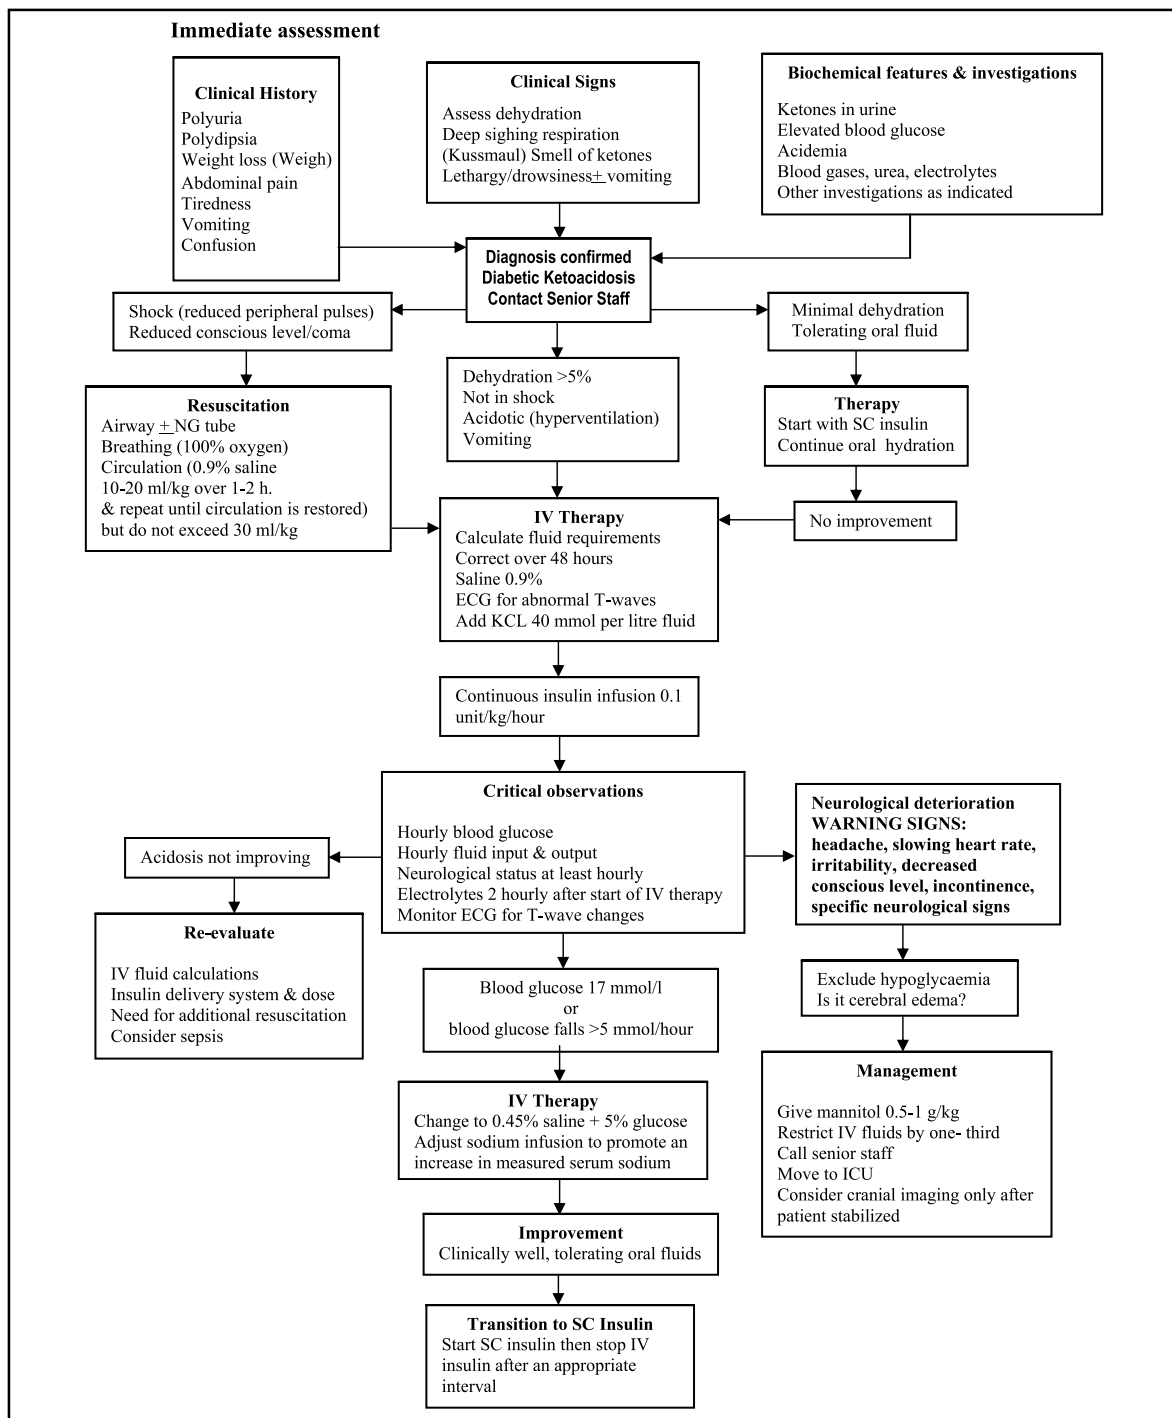 Immediate assessment
Clinical History
Polyuria
Polydipsia
Weight loss (Weigh)
Abdominal pain
Tiredness
Vomiting
Confusion
Clinical Signs
Assess dehydration
Deep sighing respiration
(Kussmaul) Smell of ketones
Lethargy/drowsiness± vomiting
Biochemical features & investigations
Ketones in urine
Elevated blood glucose
Acidemia
Blood gases, urea, electrolytes
Other investigations as indicated
Diagnosis confirmed
Diabetic Ketoacidosis
Contact Senior Staff
Shock (reduced peripheral pulses)
Reduced conscious level/coma
Minimal dehydration
Tolerating oral fluid
Dehydration >5%
Not in shock
Acidotic (hyperventilation)
Vomiting
Resuscitation
Airway ± NG tube
Breathing (100% oxygen)
Circulation (0.9% saline
10-20 ml/kg over 1-2 h.
& repeat until circulation is restored)
but do not exceed 30 ml/kg
Therapy
Start with SC insulin
Continue oral hydration
No improvement
IV Therapy
Calculate fluid requirements
Correct over 48 hours
Saline 0.9%
ECG for abnormal T-waves
Add KCL 40 mmol per litre fluid
Continuous insulin infusion 0.1
unit/kg/hour
Critical observations
Hourly blood glucose
Hourly fluid input & output
Neurological status at least hourly
Electrolytes 2 hourly after start of IV therapy
Monitor ECG for T-wave changes
Acidosis not improving
Re-evaluate
IV fluid calculations
Insulin delivery system & dose
Need for additional resuscitation
Consider sepsis
Neurological deterioration
WARNING SIGNS:
headache, slowing heart rate,
irritability, decreased
conscious level, incontinence,
specific neurological signs
Exclude hypoglycaemia
Is it cerebral edema?
Management
Give mannitol 0.5-1 g/kg
Restrict IV fluids by one- third
Call senior staff
Move to ICU
Consider cranial imaging only after
patient stabilized
Blood glucose 17 mmol/l
or
blood glucose falls >5 mmol/hour
IV Therapy
Change to 0.45% saline + 5% glucose
Adjust sodium infusion to promote an
increase in measured serum sodium
Improvement
Clinically well, tolerating oral fluids
Transition to SC Insulin
Start SC insulin then stop IV
insulin after an appropriate
interval